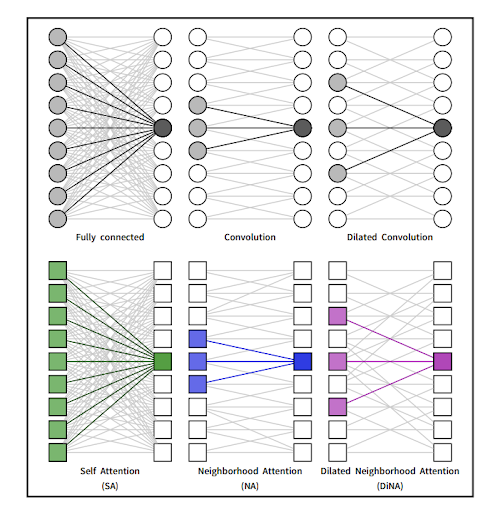 Fully connected
Convolution
Dilated Convolution
Self Attention
(SA)
Neighborhood Attention
(NA)
Dilated Neighborhood Attention
(DiNA)